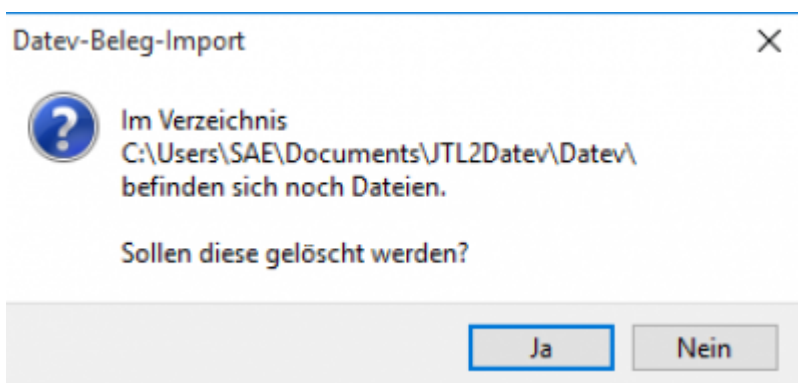 Datev-Beleg-Import
Im Verzeichnis
C:\Users\SAE\Documents\JTL2Datev\Datev\
befinden sich noch Dateien.
Sollen diese gelöscht werden?
Ja
Nein